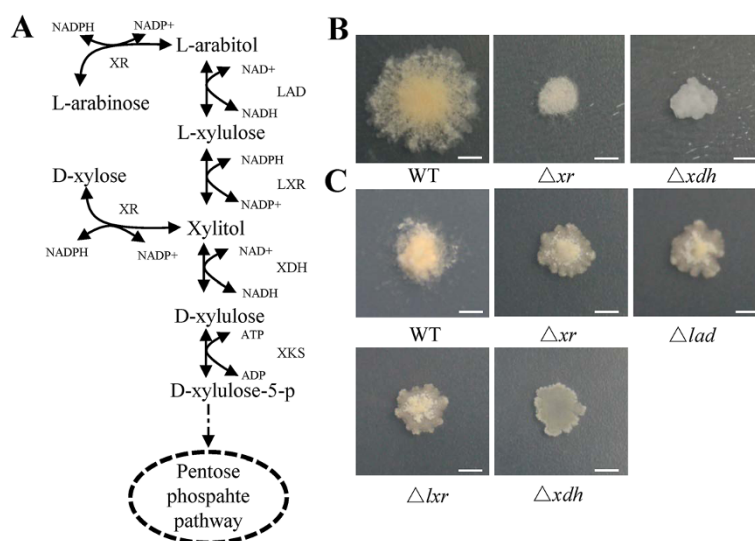 A
NADPH
NADP+
XR
L-arabitol
L-arabinose
NAD+
LAD
NADH
L-xylulose
NADPH
LXR
NADP+
D-xylose
XR
Xylitol
NADPH
NADP+
NAD+
XDH
NADH
D-xylulose
ATP
XKS
ADP
D-xylulose-5-p
Pentose
phospahte
pathway
B
WT
△xr
△xdh
C
WT
△xr
△lad
△lxr
△xdh